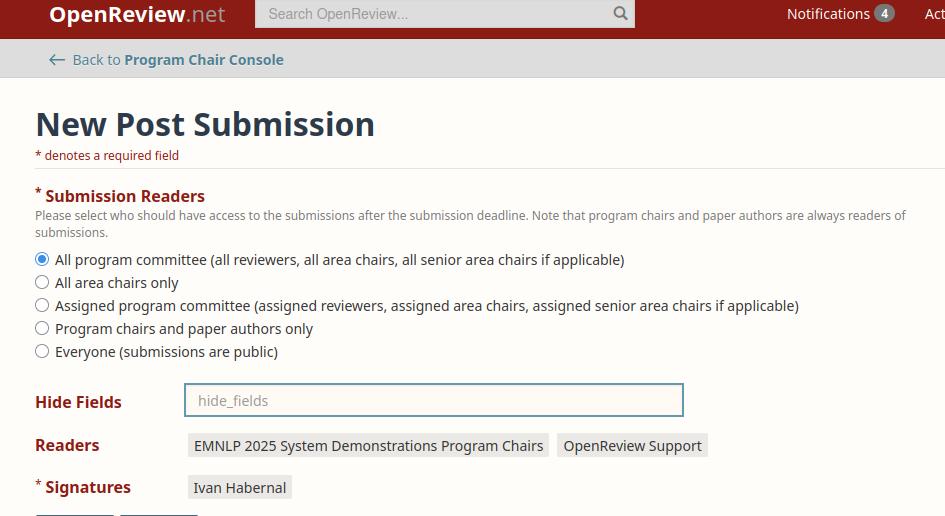 OpenReview.net
Search OpenReview...
Notifications 4
Act
← Back to Program Chair Console
New Post Submission
* denotes a required field
* Submission Readers
Please select who should have access to the submissions after the submission deadline. Note that program chairs and paper authors are always readers of
submissions.
All program committee (all reviewers, all area chairs, all senior area chairs if applicable)
All area chairs only
Assigned program committee (assigned reviewers, assigned area chairs, assigned senior area chairs if applicable)
Program chairs and paper authors only
Everyone (submissions are public)
Hide Fields
hide_fields
Readers
EMNLP 2025 System Demonstrations Program Chairs
OpenReview Support
* Signatures
Ivan Habernal